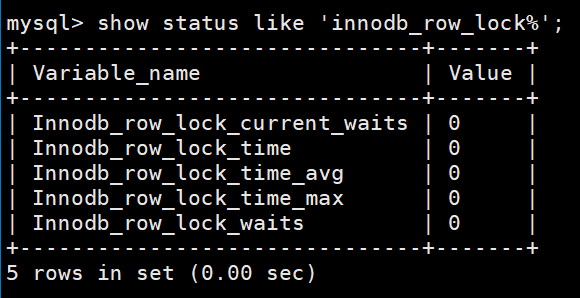 mysql> show status like 'innodb_row_lock%';
+-------------------------------+-------+
| Variable_name                 | Value |
+-------------------------------+-------+
| Innodb_row_lock_current_waits | 0     |
| Innodb_row_lock_time          | 0     |
| Innodb_row_lock_time_avg      | 0     |
| Innodb_row_lock_time_max      | 0     |
| Innodb_row_lock_waits         | 0     |
+-------------------------------+-------+
5 rows in set (0.00 sec)